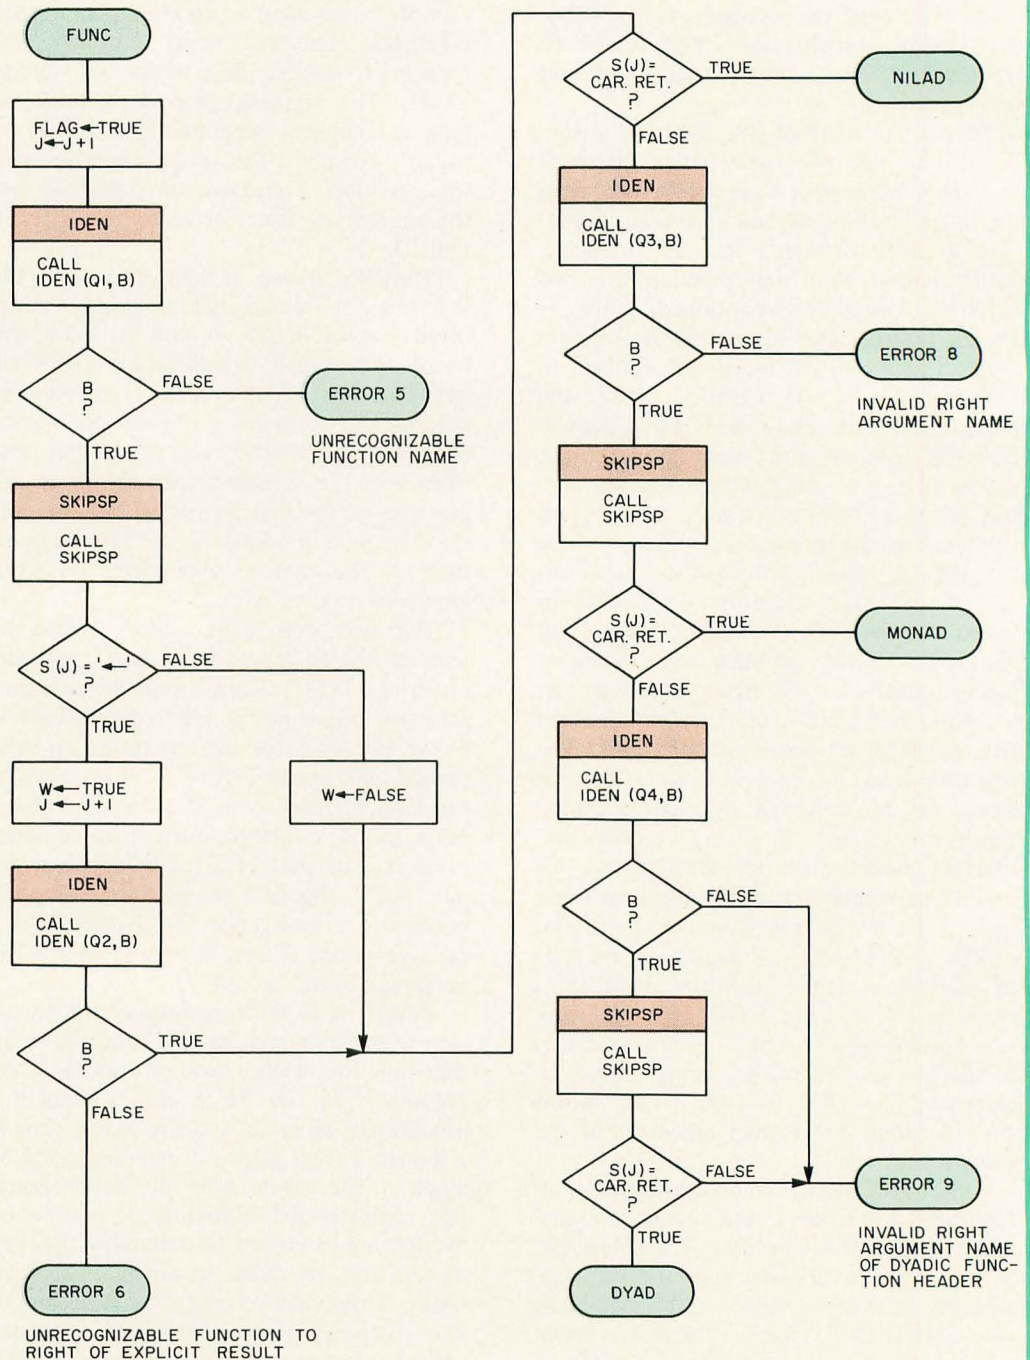 FUNC
FLAG←TRUE
J←J+1
IDEN
CALL
IDEN (Q1,B)
B
?
FALSE
ERROR 5
UNRECOGNIZABLE
FUNCTION NAME
TRUE
SKIPSP
CALL
SKIPSP
S(J)='←'
?
FALSE
TRUE
W←TRUE
J←J+1
W←FALSE
IDEN
CALL
IDEN (Q2,B)
B
?
TRUE
FALSE
ERROR 6
UNRECOGNIZABLE FUNCTION TO
RIGHT OF EXPLICIT RESULT
S(J)=
CAR. RET.
?
TRUE
NILAD
FALSE
IDEN
CALL
IDEN (Q3,B)
B
?
FALSE
ERROR 8
INVALID RIGHT
ARGUMENT NAME
TRUE
SKIPSP
CALL
SKIPSP
S(J)=
CAR. RET.
?
TRUE
MONAD
FALSE
IDEN
CALL
IDEN (Q4,B)
B
?
FALSE
TRUE
SKIPSP
CALL
SKIPSP
S(J)=
CAR. RET.
?
FALSE
ERROR 9
INVALID RIGHT
ARGUMENT NAME
OF DYADIC FUNC-
TION HEADER
TRUE
DYAD